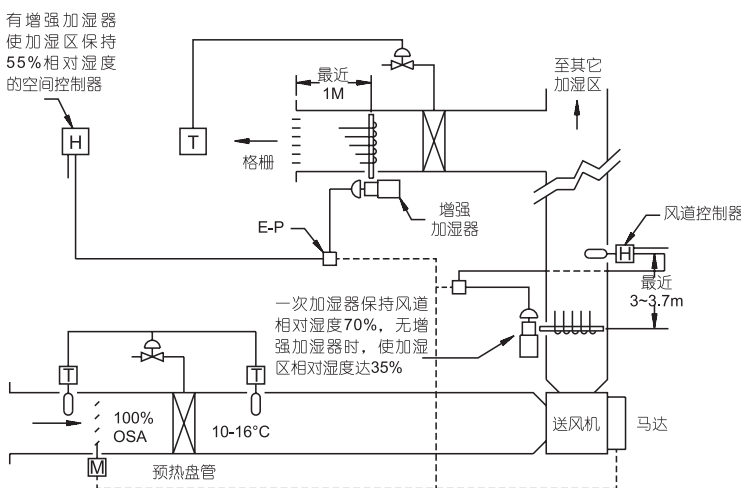 有增强加湿器
使加湿区保持
55%相对湿度
的空间控制器
H
T
最近
1M
格栅
至其它
加湿区
增强
加湿器
E-P
风道控制器
H
最近
3~3.7m
一次加湿器保持风道
相对湿度70%，无增
强加湿器时，使加湿
区相对湿度达35%
T
T
100%
OSA
10-16°C
送风机
马达
M
预热盘管